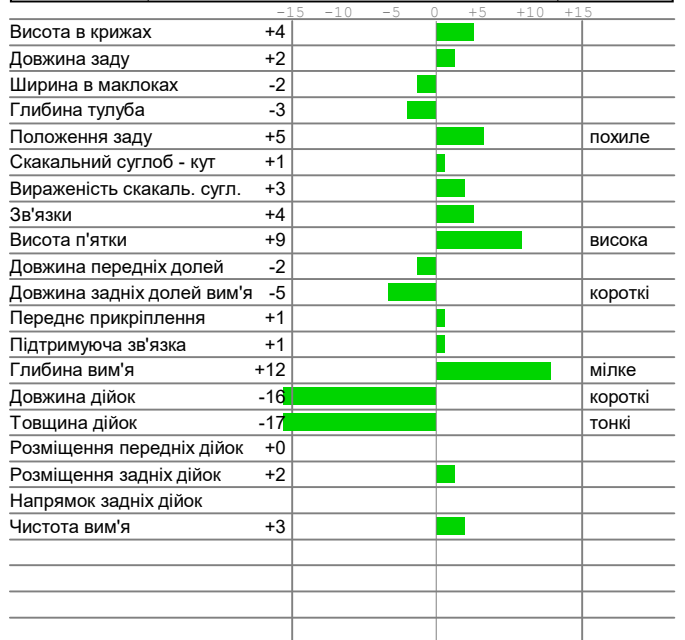 -15 -10 -5 0 +5 +10 +15
Висота в крижах +4
Довжина заду +2
Ширина в маклоках -2
Глибина тулуба -3
Положення заду +5 похиле
Скакальний суглоб - кут +1
Вираженість скакаль. сугл. +3
Зв'язки +4
Висота п'ятки +9 висока
Довжина передніх долей -2
Довжина задніх долей вим'я -5 короткі
Переднє прикріплення +1
Підтримуюча зв'язка +1
Глибина вим'я +12 мілке
Довжина дійок -16 короткі
Товщина дійок -17 тонкі
Розміщення передніх дійок +0
Розміщення задніх дійок +2
Напрямок задніх дійок
Чистота вим'я +3